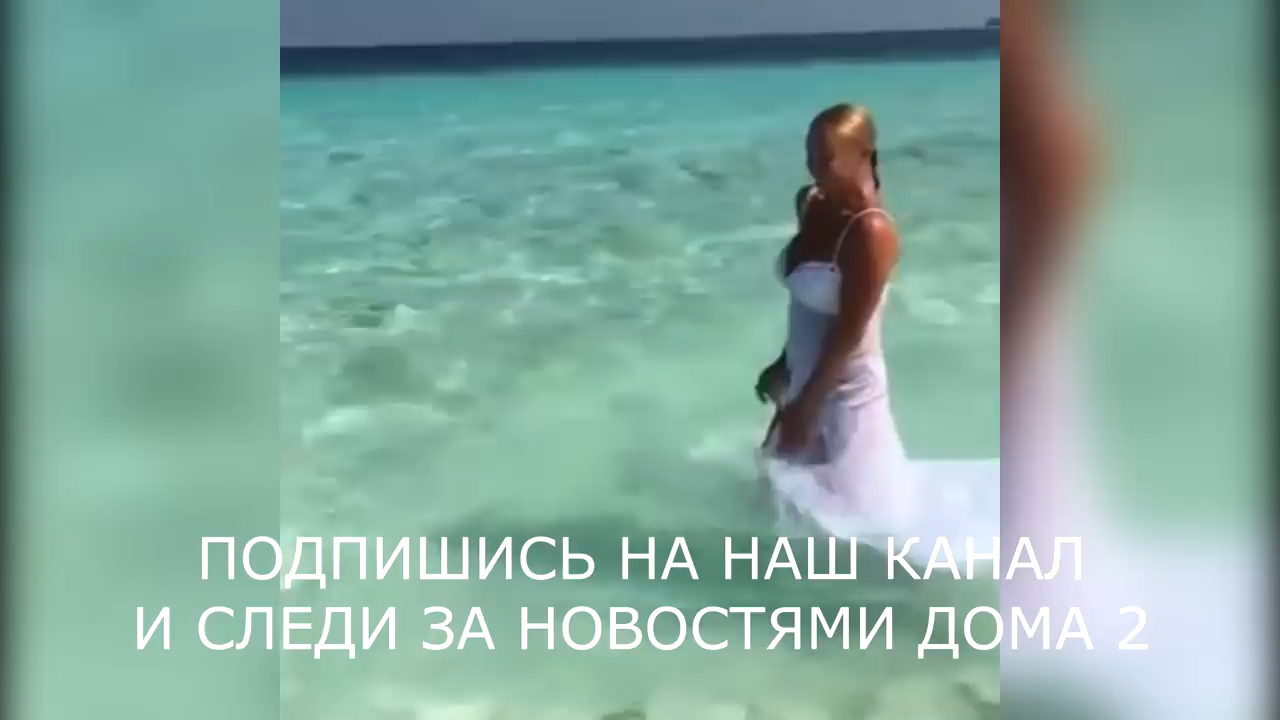 ПОДПИШИСЬ НА НАШ КАНАЛ
И СЛЕДИ ЗА НОВОСТЯМИ ДОМА 2